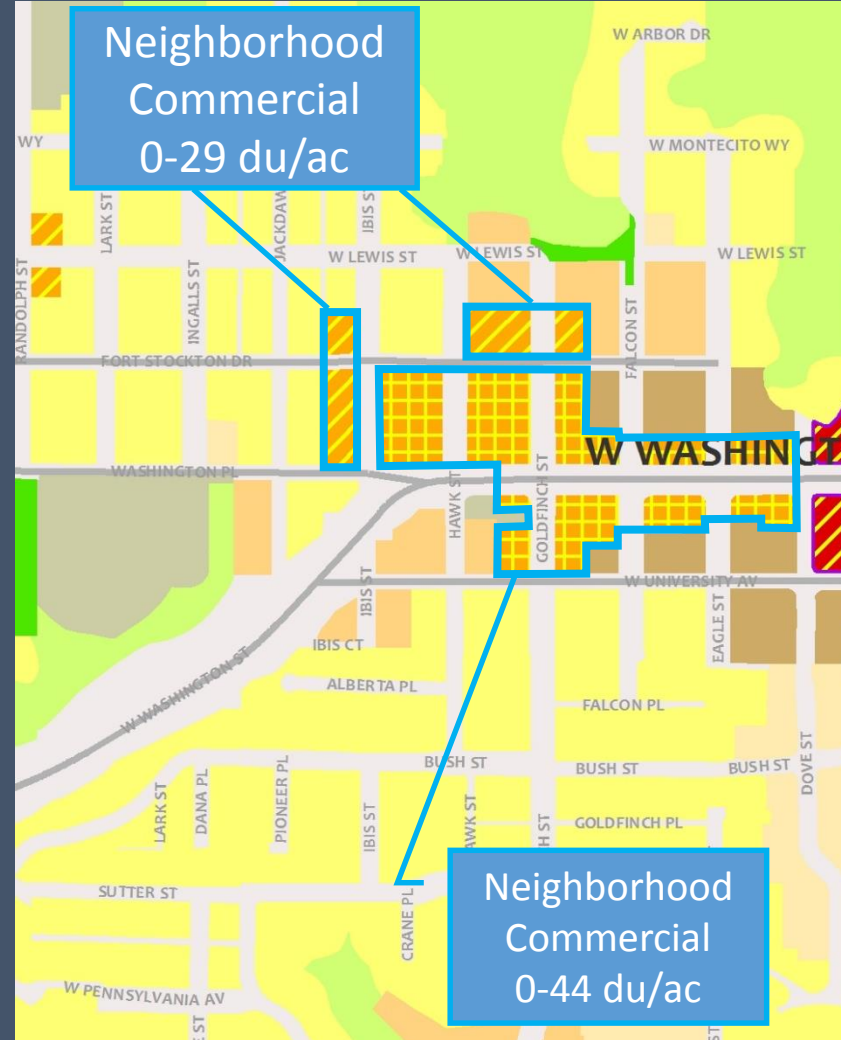 Neighborhood
Commercial
0-29 du/ac
W ARBOR DR
WY
W MONTECITO WY
LARK ST
INGALLS ST
JACKDAW
IBIS S
W LEWIS ST
W LEWIS ST
W LEWIS ST
RANDOLPH ST
FORT STOCKTON DR
FALCON ST
W WASHINGT
WASHINGTON PL
HAWK ST
GOLDFINCH ST
W UNIVERSITY AV
IBIS ST
EAGLE ST
IBIS CT
ALBERTA PL
W WASHINGTON ST
FALCON PL
BUSH ST
BUSH ST
BUSH ST
DOVE ST
LARK ST
DANA PL
PIONEER PL
IBIS ST
AWK ST
H ST
GOLDFINCH PL
SUTTER ST
CRANE PL
Neighborhood
Commercial
0-44 du/ac
W PENNSYLVANIA AV
E ST
ST